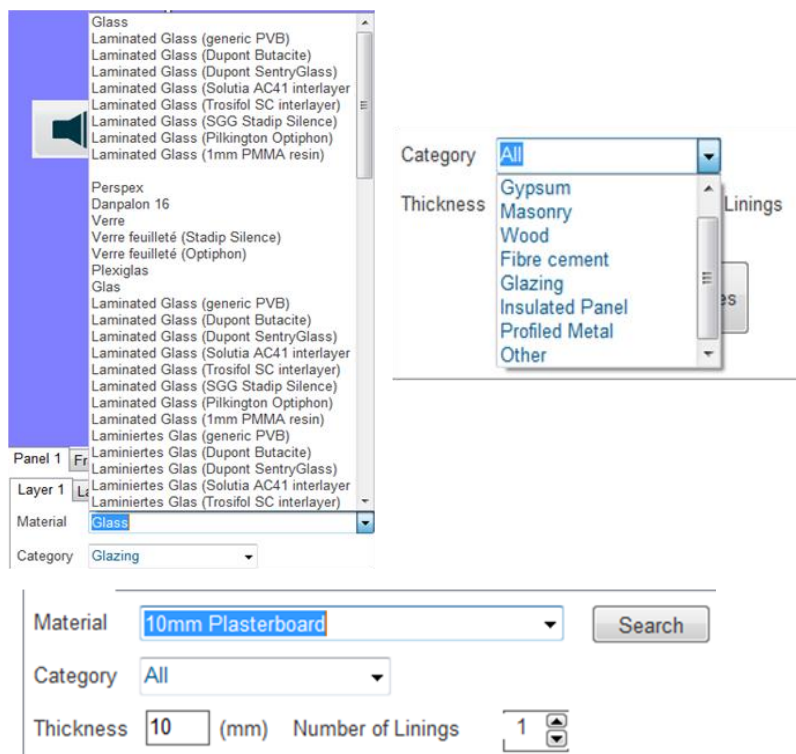 Glass
Laminated Glass (generic PVB)
Laminated Glass (Dupont Butacite)
Laminated Glass (Dupont SentryGlass)
Laminated Glass (Solutia AC41 interlayer
Laminated Glass (Trosifol SC interlayer)
Laminated Glass (SGG Stadip Silence)
Laminated Glass (Pilkington Optiphon)
Laminated Glass (1mm PMMA resin)
Perspex
Danpalon 16
Verre
Verre feuilleté (Stadip Silence)
Verre feuilleté (Optiphon)
Plexiglas
Glas
Laminated Glass (generic PVB)
Laminated Glass (Dupont Butacite)
Laminated Glass (Dupont SentryGlass)
Laminated Glass (Solutia AC41 interlayer
Laminated Glass (Trosifol SC interlayer)
Laminated Glass (SGG Stadip Silence)
Laminated Glass (Pilkington Optiphon)
Laminated Glass (1mm PMMA resin)
Laminiertes Glas (generic PVB)
Laminiertes Glas (Dupont Butacite)
Laminiertes Glas (Dupont SentryGlass)
Laminiertes Glas (Solutia AC41 interlayer
Laminiertes Glas (Trosifol SC interlayer)
Panel 1 Fr
Layer 1 La
Material Glass
Category Glazing
Category All
Gypsum
Thickness Masonry Linings
Wood
Fibre cement
Glazing
Insulated Panel es
Profiled Metal
Other
Material 10mm Plasterboard Search
Category All
Thickness 10 (mm) Number of Linings 1